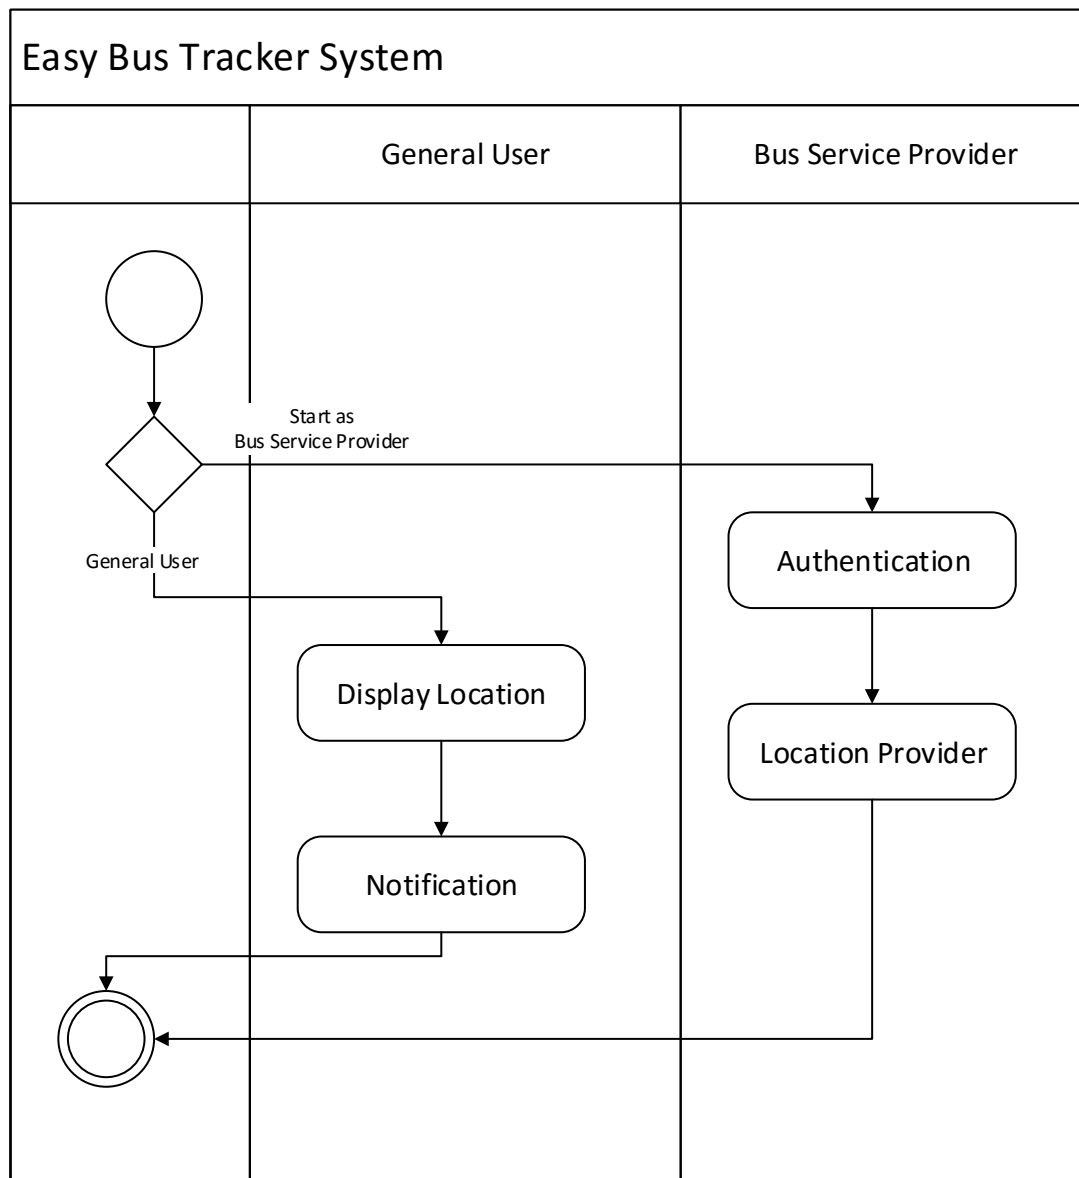 Easy Bus Tracker System
General User
Bus Service Provider
Start as
Bus Service Provider
General User
Authentication
Display Location
Location Provider
Notification